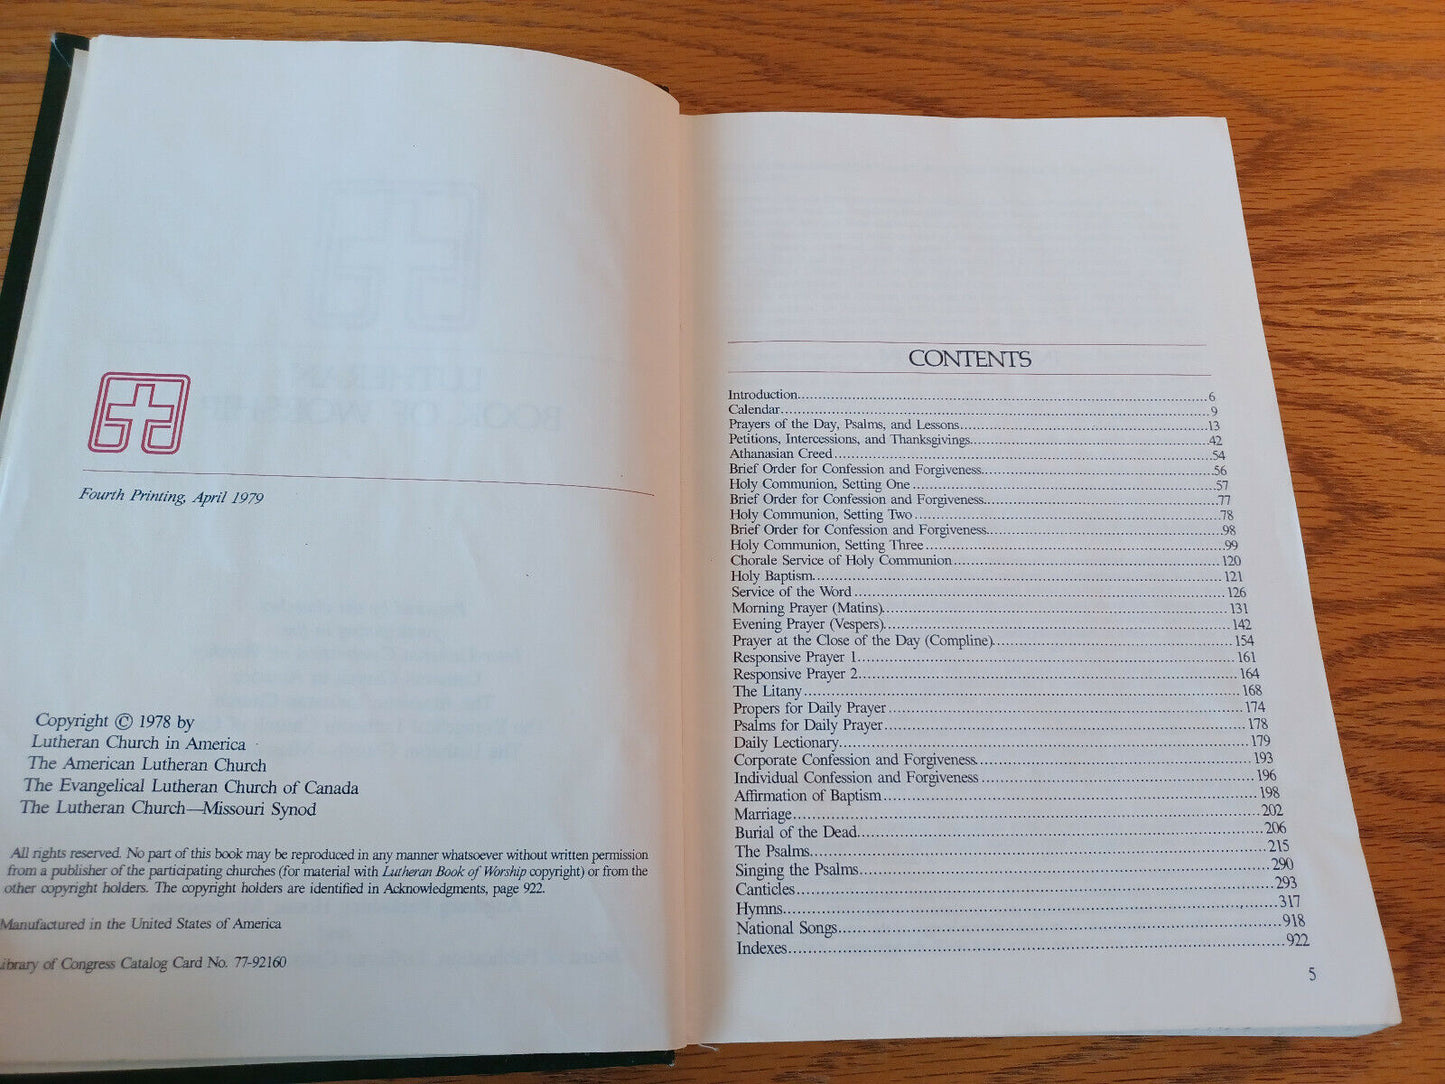 Fourth Printing, April 1979
Copyright © 1978 by
Lutheran Church in America
The American Lutheran Church
The Evangelical Lutheran Church of Canada
The Lutheran Church—Missouri Synod
All rights reserved. No part of this book may be reproduced in any manner whatsoever without written permission
from a publisher of the participating churches (for material with Lutheran Book of Worship copyright) or from the
other copyright holders. The copyright holders are identified in Acknowledgments, page 922.
Manufactured in the United States of America
Library of Congress Catalog Card No. 77-92160
CONTENTS
Introduction 6
Calendar 9
Prayers of the Day, Psalms, and Lessons 13
Petitions, Intercessions, and Thanksgivings 42
Athanasian Creed 54
Brief Order for Confession and Forgiveness 56
Holy Communion, Setting One 57
Brief Order for Confession and Forgiveness 77
Holy Communion, Setting Two 78
Brief Order for Confession and Forgiveness 98
Holy Communion, Setting Three 99
Chorale Service of Holy Communion 120
Holy Baptism 121
Service of the Word 126
Morning Prayer (Matins) 131
Evening Prayer (Vespers) 142
Prayer at the Close of the Day (Compline) 154
Responsive Prayer 1 161
Responsive Prayer 2 164
The Litany 168
Propers for Daily Prayer 174
Psalms for Daily Prayer 178
Daily Lectionary 179
Corporate Confession and Forgiveness 193
Individual Confession and Forgiveness 196
Affirmation of Baptism 198
Marriage 202
Burial of the Dead 206
The Psalms 215
Singing the Psalms 290
Canticles 293
Hymns 317
National Songs 918
Indexes 922
5